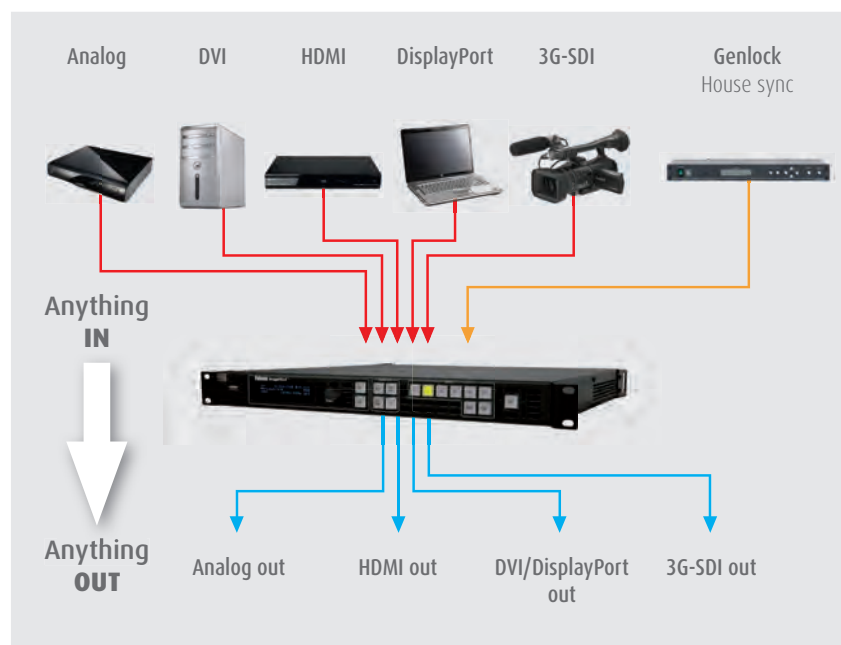 Analog DVI HDMI DisplayPort 3G-SDI Genlock
House sync
Anything
IN
Anything
OUT
Analog out HDMI out DVI/DisplayPort
out 3G-SDI out